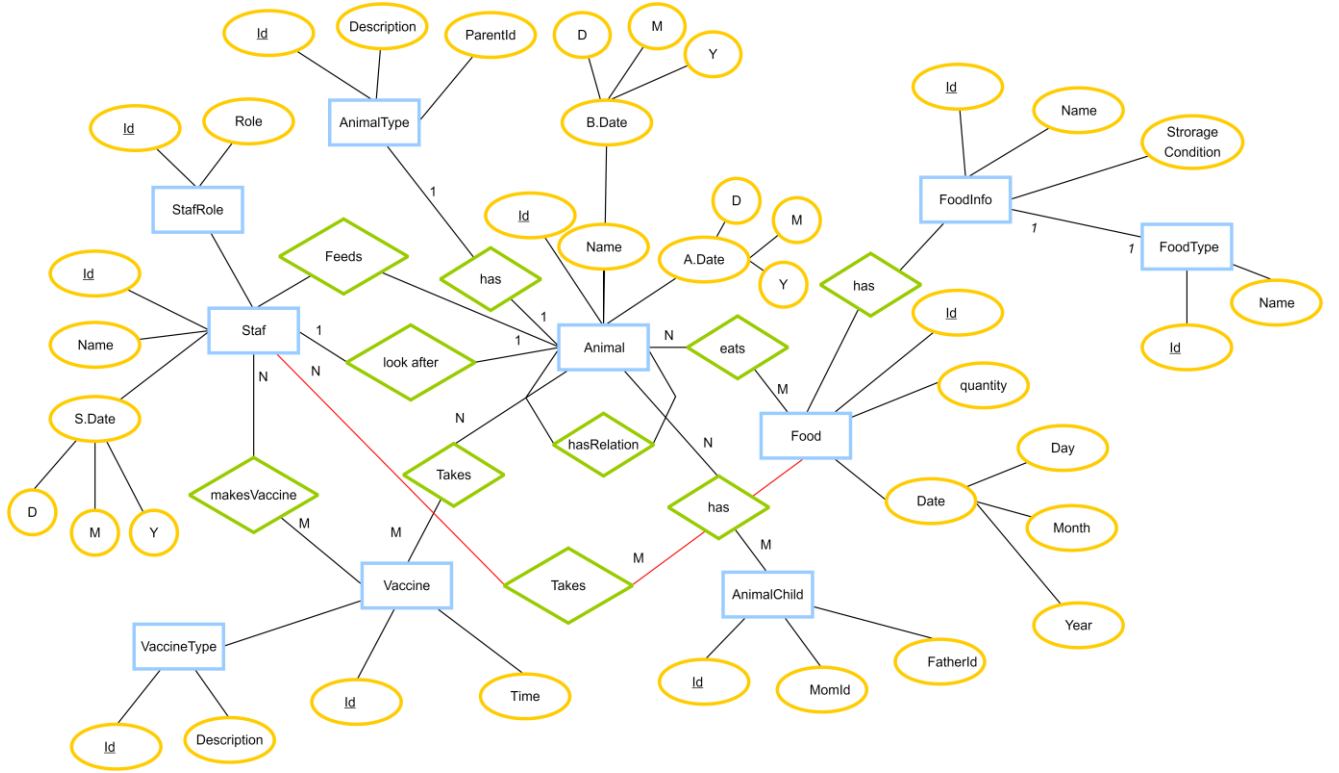 Id
Description
ParentId
D
M
Y
AnimalType
B.Date
Id
Name
Strorage
Condition
Id
Role
StafRole
FoodInfo
FoodType
1
1
Id
Name
1
Id
Name
A.Date
D
M
Y
Feeds
has
has
Id
Name
Staf
1
look after
1
1
Animal
N
eats
M
Id
quantity
Food
N
N
S.Date
D
M
Y
makesVaccine
M
N
Takes
M
hasRelation
N
has
M
Day
Date
Month
Year
Vaccine
Takes
M
AnimalChild
VaccineType
Id
Description
Id
Time
Id
MomId
FatherId